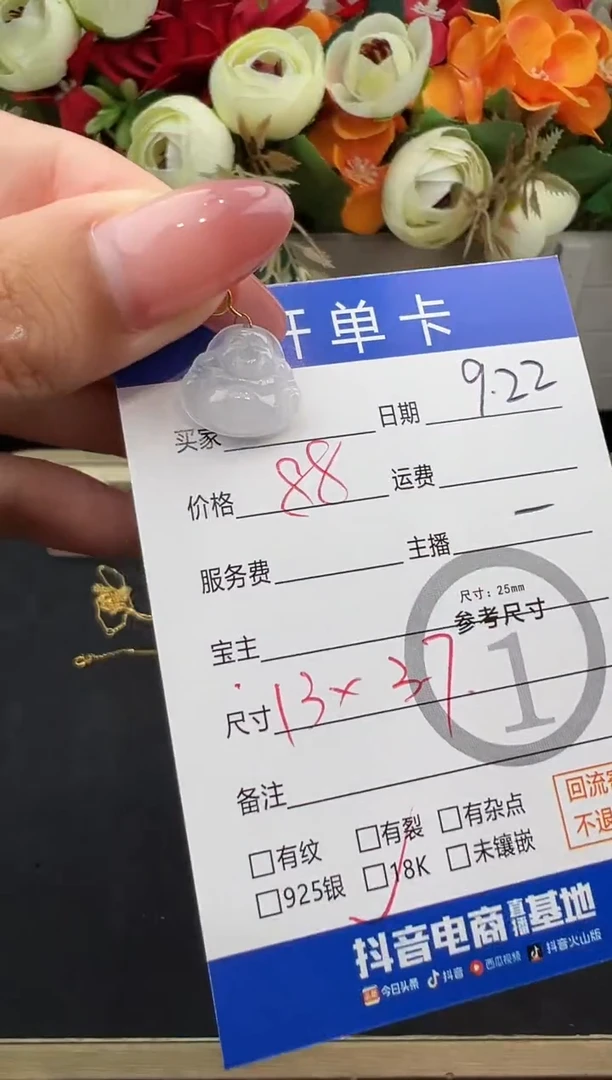 开单卡
买家 日期 9.22
价格 88 运费
服务费 主播 一
宝主
尺寸：25mm
参考尺寸
1
尺寸 13×3.7
备注
回流
不退
□有纹 □有裂 □有杂点
□925银 □18K □未镶嵌
抖音电商直播基地
今日头条 抖音 西瓜视频 抖音火山版